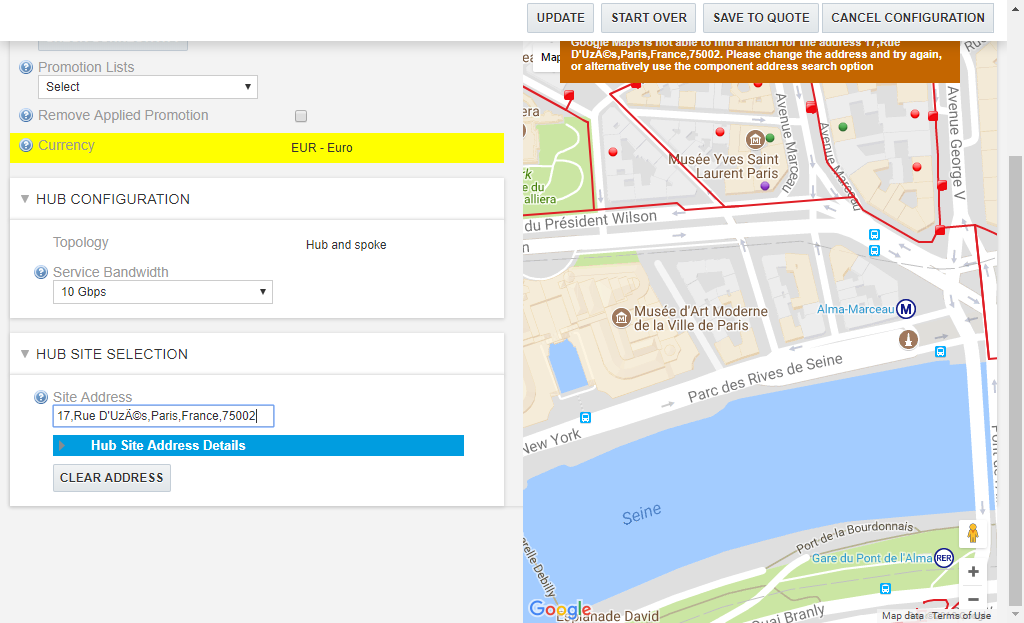 UPDATE
START OVER
SAVE TO QUOTE
CANCEL CONFIGURATION
Promotion Lists
Select
Remove Applied Promotion
Currency
EUR - Euro
HUB CONFIGURATION
Topology
Hub and spoke
Service Bandwidth
10 Gbps
HUB SITE SELECTION
Site Address
17,Rue D'UzÃ©s,Paris,France,75002
Hub Site Address Details
CLEAR ADDRESS
Google Maps is not able to find a match for the address 17,Rue
D'UzÃ©s,Paris,France,75002. Please change the address and try again,
or alternatively use the component address search option
Map
Avenue Marceau
Avenue Marceau
Avenue George V
Musée Yves Saint
Laurent Paris
du Président Wilson
Musée d'Art Moderne
de la Ville de Paris
Alma-Marceau
M
Parc des Rives de Seine
New York
Seine
Port de la Bourdonnais
Gare du Pont de l'Alma
RER
Debilly
Google
Esplanade David
Quai Branly
Map data
Terms of Use